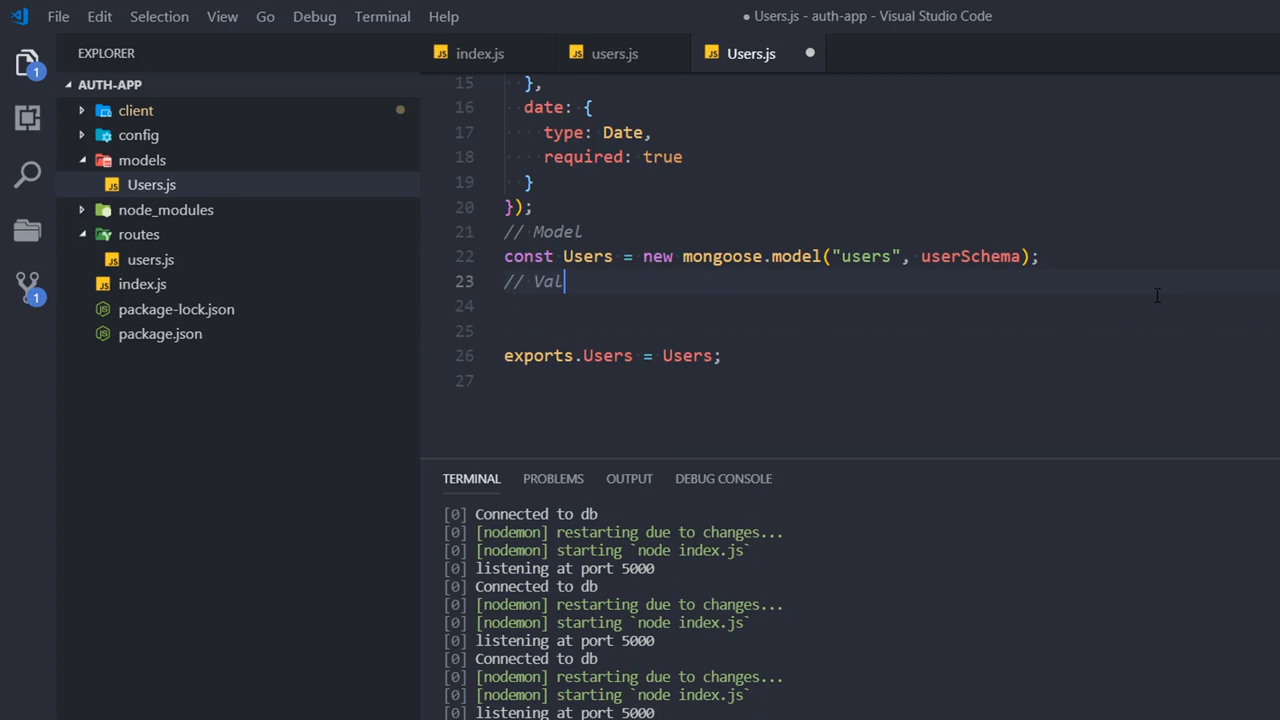 File Edit Selection View Go Debug Terminal Help
● Users.js - auth-app - Visual Studio Code
EXPLORER
JS index.js
JS users.js
JS Users.js
1
AUTH-APP
client
config
models
JS Users.js
node_modules
routes
JS users.js
JS index.js
package-lock.json
package.json
1
15 },
16 date: {
17 type: Date,
18 required: true
19 }
20 });
21 // Model
22 const Users = new mongoose.model("users", userSchema);
23 // Val
24
25
26 exports.Users = Users;
27
TERMINAL PROBLEMS OUTPUT DEBUG CONSOLE
[0] Connected to db
[0] [nodemon] restarting due to changes...
[0] [nodemon] starting `node index.js`
[0] listening at port 5000
[0] Connected to db
[0] [nodemon] restarting due to changes...
[0] [nodemon] starting `node index.js`
[0] listening at port 5000
[0] Connected to db
[0] [nodemon] restarting due to changes...
[0] [nodemon] starting `node index.js`
[0] listening at port 5000